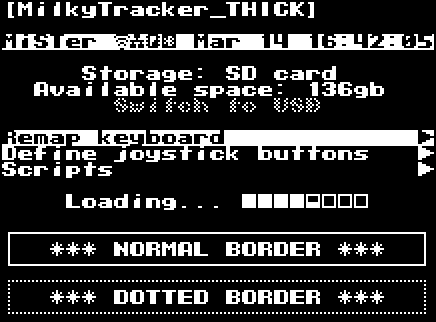 [MilkyTracker_THICK]
MiSTer Mar 14 16:42:05
Storage: SD card
Available space: 136gb
Switch to USB
Remap keyboard
Define joystick buttons
Scripts
Loading...
*** NORMAL BORDER ***
*** DOTTED BORDER ***